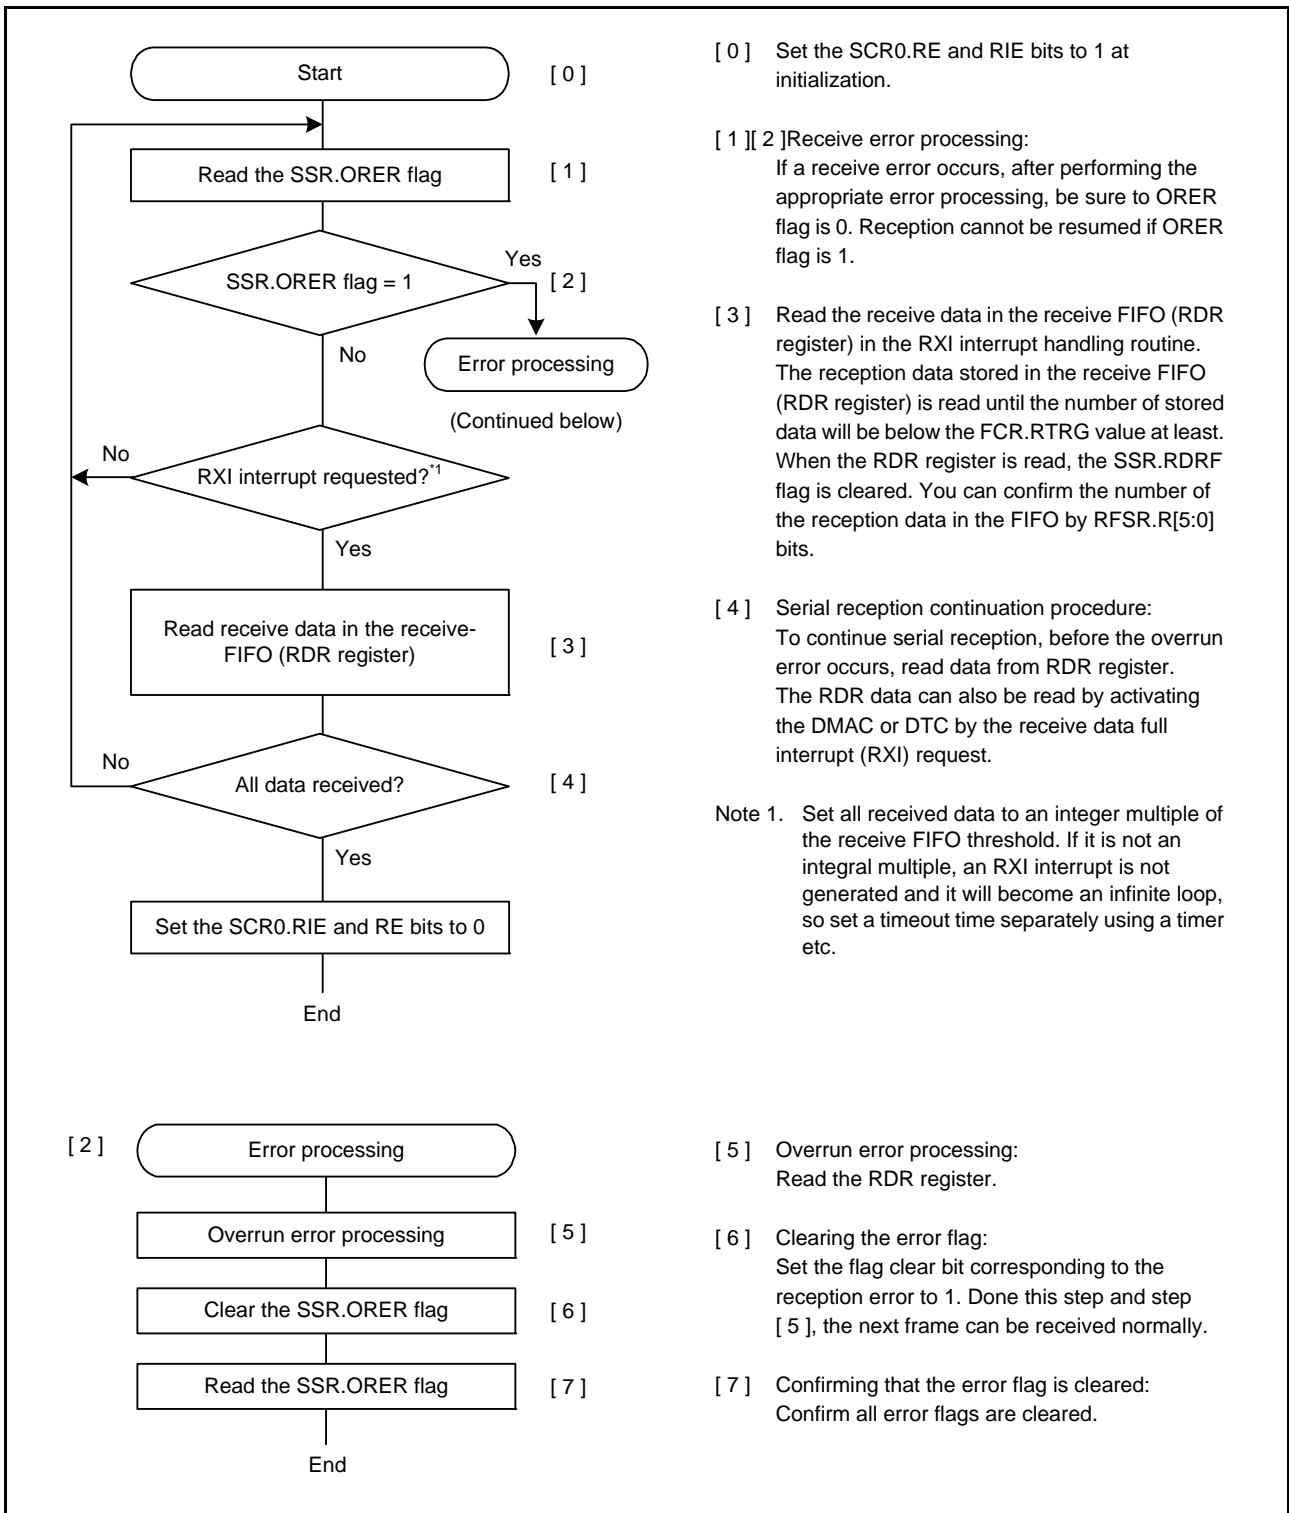 Start
[ 0 ]
Read the SSR.ORER flag
[ 1 ]
SSR.ORER flag = 1
Yes
[ 2 ]
No
Error processing
(Continued below)
No
RXI interrupt requested?*1
Yes
Read receive data in the receive-
FIFO (RDR register)
[ 3 ]
No
All data received?
[ 4 ]
Yes
Set the SCR0.RIE and RE bits to 0
End
[ 0 ] Set the SCR0.RE and RIE bits to 1 at
initialization.
[ 1 ][ 2 ]Receive error processing:
If a receive error occurs, after performing the
appropriate error processing, be sure to ORER
flag is 0. Reception cannot be resumed if ORER
flag is 1.
[ 3 ] Read the receive data in the receive FIFO (RDR
register) in the RXI interrupt handling routine.
The reception data stored in the receive FIFO
(RDR register) is read until the number of stored
data will be below the FCR.RTRG value at least.
When the RDR register is read, the SSR.RDRF
flag is cleared. You can confirm the number of
the reception data in the FIFO by RFSR.R[5:0]
bits.
[ 4 ] Serial reception continuation procedure:
To continue serial reception, before the overrun
error occurs, read data from RDR register.
The RDR data can also be read by activating
the DMAC or DTC by the receive data full
interrupt (RXI) request.
Note 1. Set all received data to an integer multiple of
the receive FIFO threshold. If it is not an
integral multiple, an RXI interrupt is not
generated and it will become an infinite loop,
so set a timeout time separately using a timer
etc.
[ 2 ]
Error processing
Overrun error processing
[ 5 ]
Clear the SSR.ORER flag
[ 6 ]
Read the SSR.ORER flag
[ 7 ]
End
[ 5 ] Overrun error processing:
Read the RDR register.
[ 6 ] Clearing the error flag:
Set the flag clear bit corresponding to the
reception error to 1. Done this step and step
[ 5 ], the next frame can be received normally.
[ 7 ] Confirming that the error flag is cleared:
Confirm all error flags are cleared.